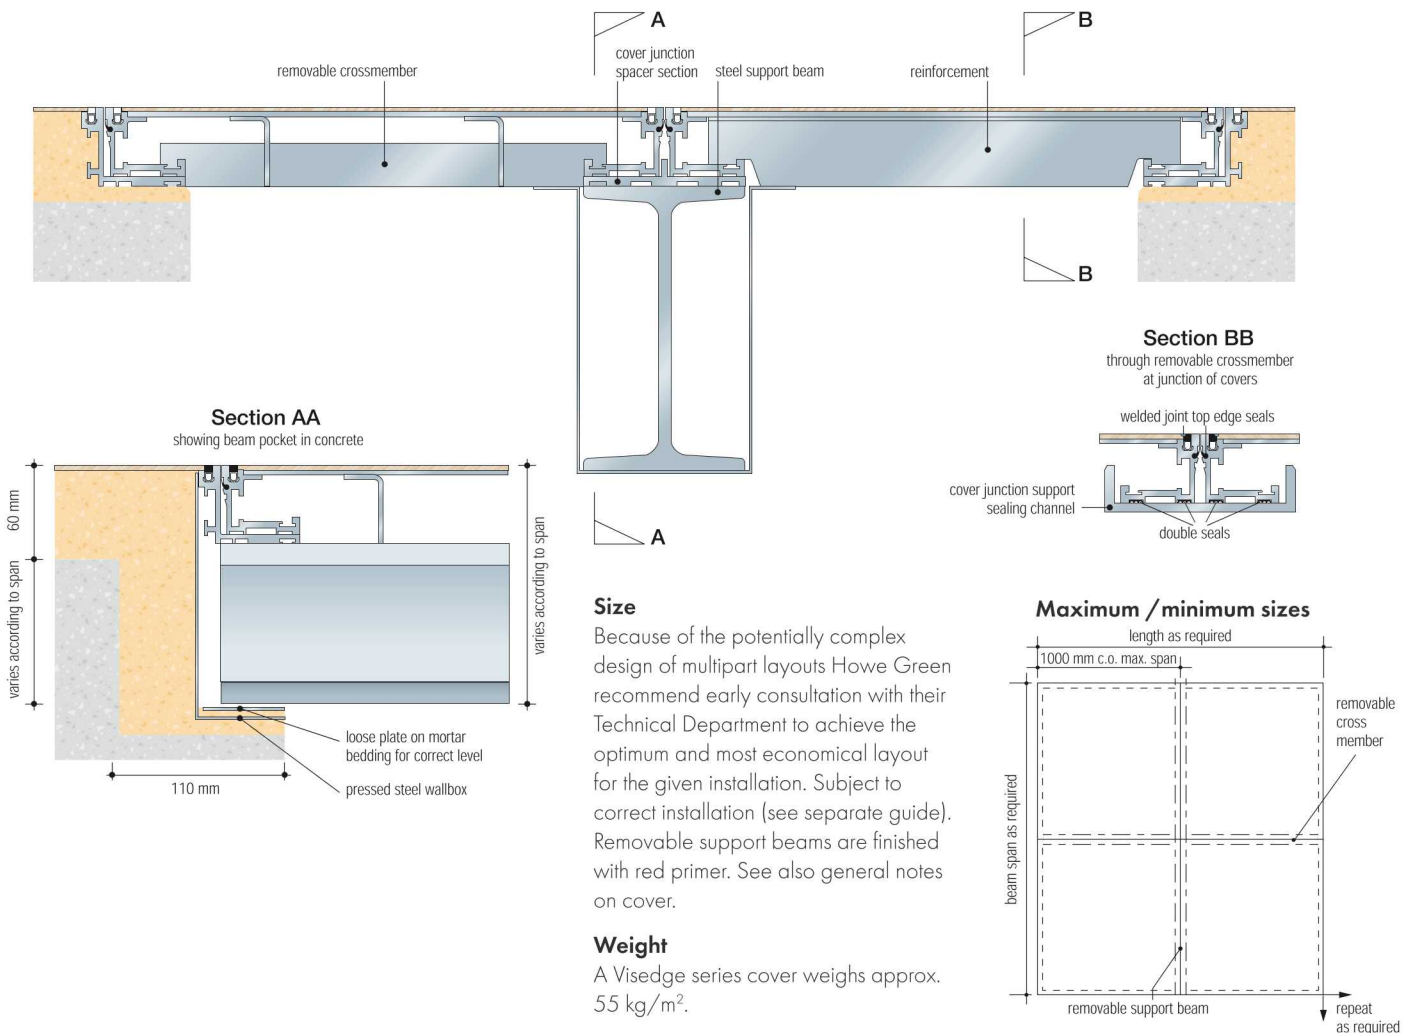 A
B
cover junction
spacer section
removable crossmember
steel support beam
reinforcement
B
A
Section BB
through removable crossmember
at junction of covers
welded joint top edge seals
cover junction support
sealing channel
double seals
Section AA
showing beam pocket in concrete
60 mm
varies according to span
varies according to span
loose plate on mortar
bedding for correct level
110 mm
pressed steel wallbox
Size
Because of the potentially complex
design of multipart layouts Howe Green
recommend early consultation with their
Technical Department to achieve the
optimum and most economical layout
for the given installation. Subject to
correct installation (see separate guide).
Removable support beams are finished
with red primer. See also general notes
on cover.
Weight
A Visedge series cover weighs approx.
55 kg/m².
Maximum /minimum sizes
length as required
1000 mm c.o. max. span
removable
cross
member
beam span as required
removable support beam
repeat
as required